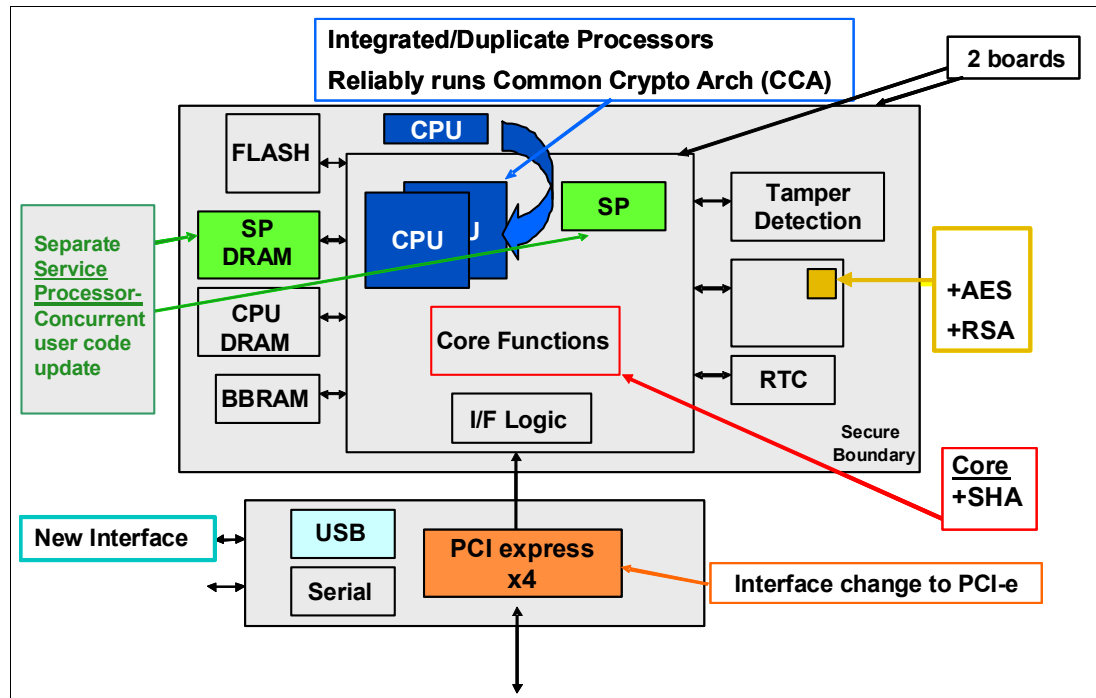 Integrated/Duplicate Processors
Reliably runs Common Crypto Arch (CCA)
2 boards
FLASH
CPU
SP
DRAM
CPU
DRAM
BBRAM
CPU
U
SP
Core Functions
I/F Logic
Tamper
Detection
RTC
Secure
Boundary
Separate
Service
Processor-
Concurrent
user code
update
+AES
+RSA
Core
+SHA
New Interface
USB
Serial
PCI express
x4
Interface change to PCI-e